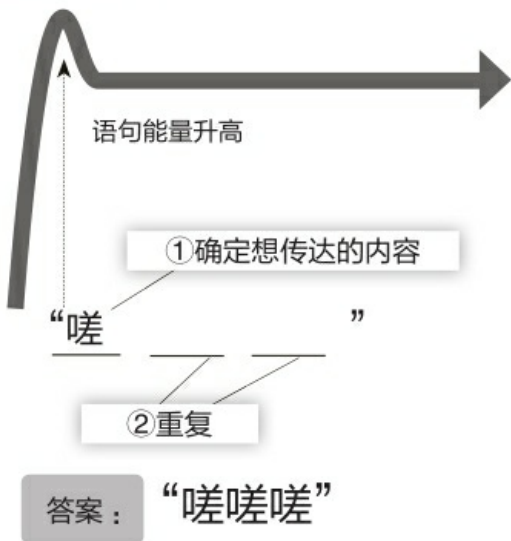 语句能量升高
①确定想传达的内容
“嗟 ”
②重复
答案： “嗟嗟嗟”